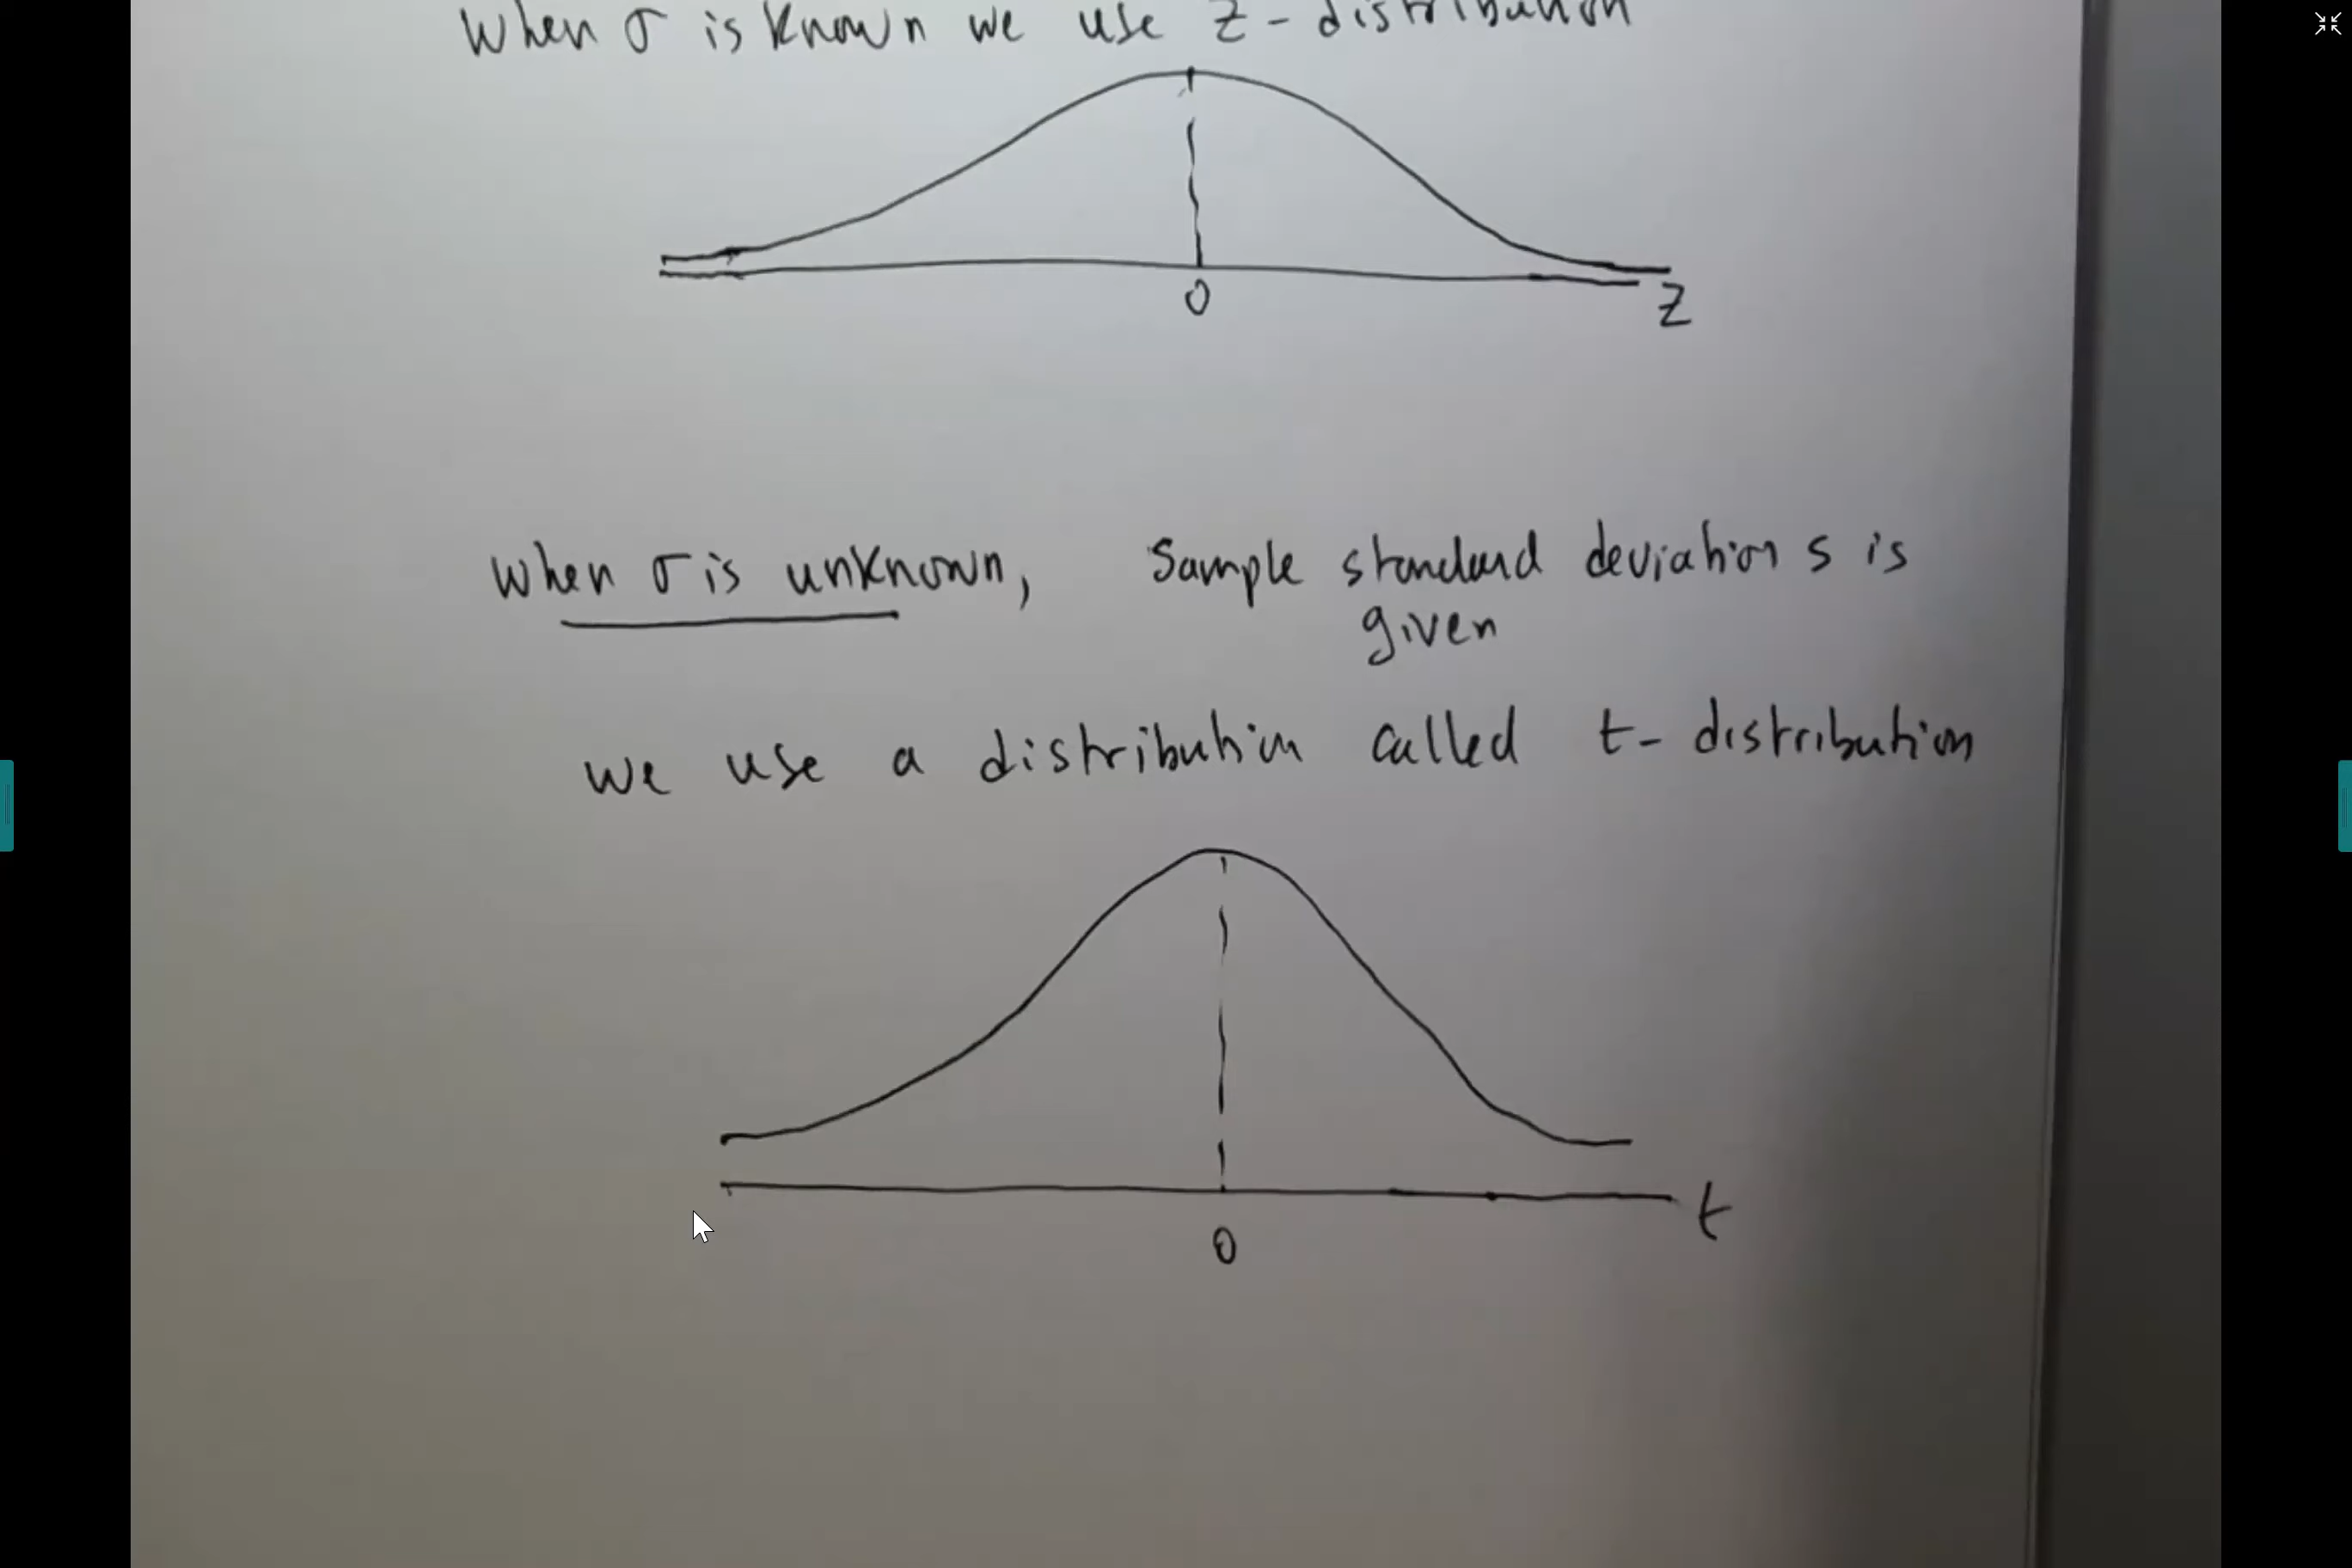 When σ is known we use z-distribution
0
z
when σ is unknown, Sample standard deviation s is
given
we use a distribution called t-distribution
0
t